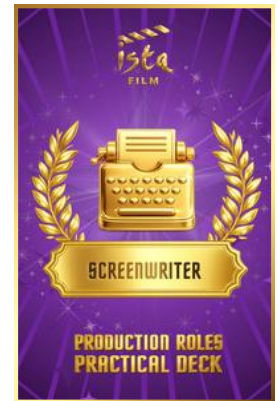 ista
FILM
SCREENWRITER
PRODUCTION ROLES
PRACTICAL DECK